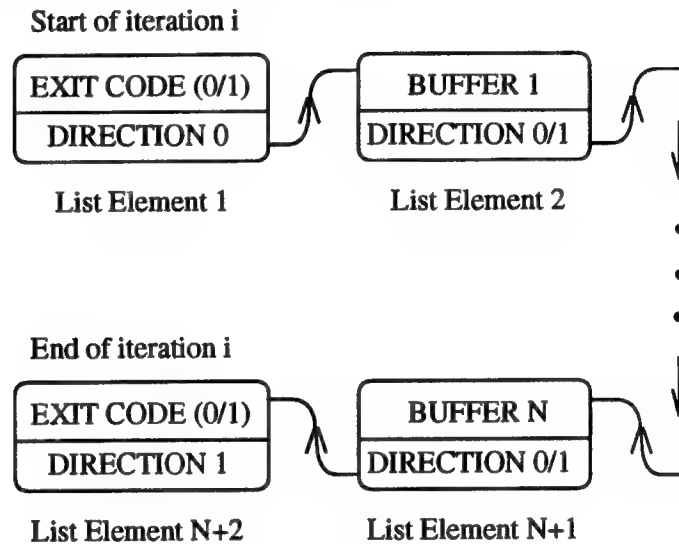 Start of iteration i
EXIT CODE (0/1)
DIRECTION 0
List Element 1
BUFFER 1
DIRECTION 0/1
List Element 2
End of iteration i
EXIT CODE (0/1)
DIRECTION 1
List Element N+2
BUFFER N
DIRECTION 0/1
List Element N+1